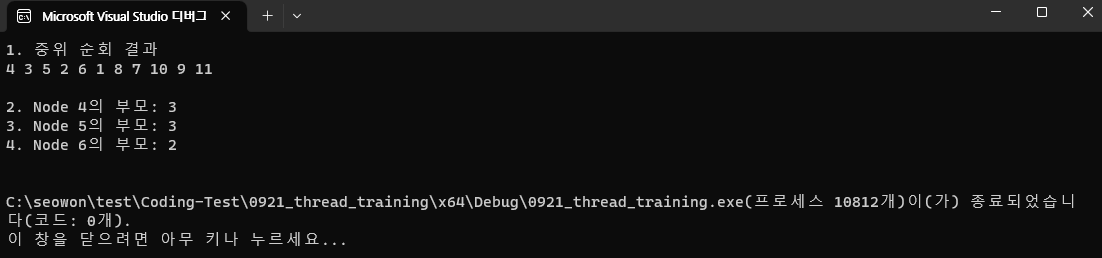 Microsoft Visual Studio 디버그
1. 중위 순회 결과
4 3 5 2 6 1 8 7 10 9 11
2. Node 4의 부모: 3
3. Node 5의 부모: 3
4. Node 6의 부모: 2
C:\seowon\test\Coding-Test\0921_thread_training\x64\Debug\0921_thread_training.exe(프로세스 10812개)이(가) 종료되었습니
다(코드: 0개).
이 창을 닫으려면 아무 키나 누르세요...